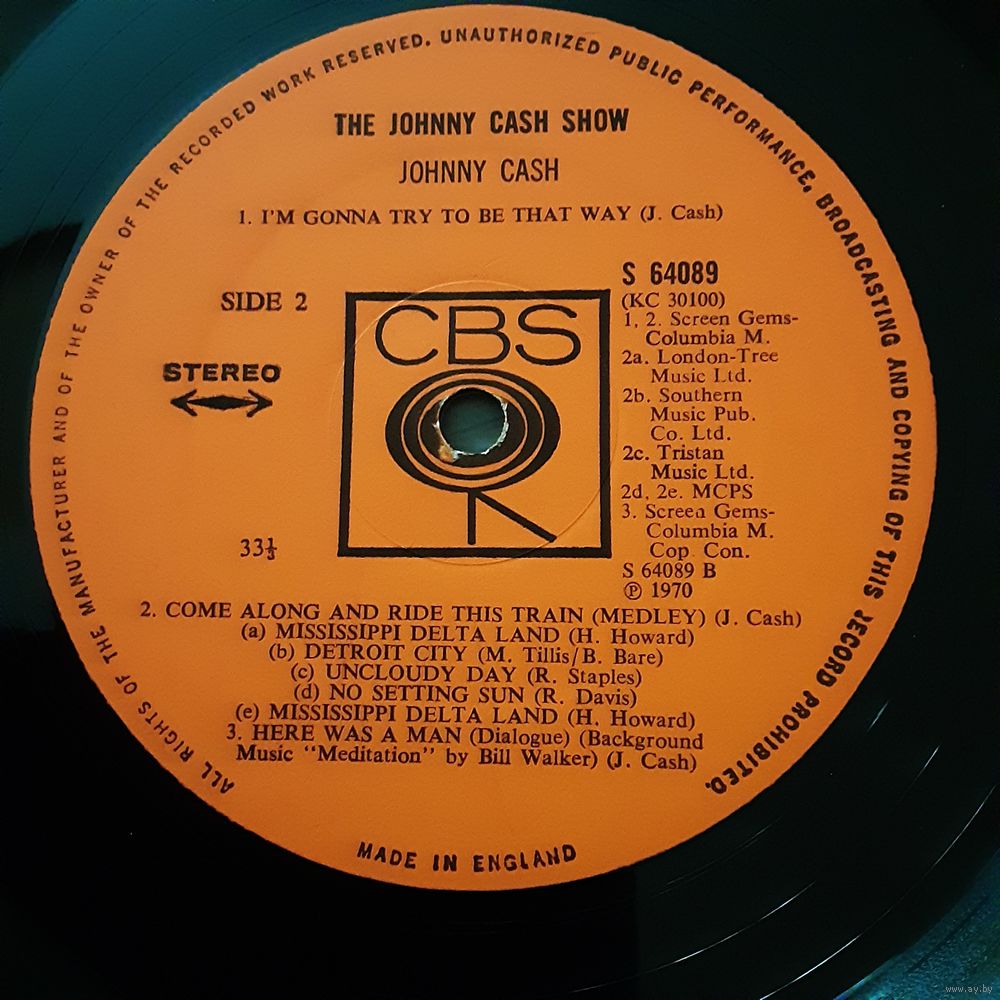 ALL RIGHTS OF THE MANUFACTURER AND OF THE OWNER OF THE RECORDED WORK RESERVED. UNAUTHORIZED PUBLIC PERFORMANCE, BROADCASTING AND COPYING OF THIS RECORD PROHIBITED.
THE JOHNNY CASH SHOW
JOHNNY CASH
1. I'M GONNA TRY TO BE THAT WAY (J. Cash)
SIDE 2
STEREO
33⅓
CBS
S 64089
(KC 30100)
1, 2. Screen Gems-
Columbia M.
2a. London-Tree
Music Ltd.
2b. Southern
Music Pub.
Co. Ltd.
2c. Tristan
Music Ltd.
2d, 2e. MCPS
3. Screen Gems-
Columbia M.
Cop. Con.
S 64089 B
℗ 1970
2. COME ALONG AND RIDE THIS TRAIN (MEDLEY) (J. Cash)
(a) MISSISSIPPI DELTA LAND (H. Howard)
(b) DETROIT CITY (M. Tillis/B. Bare)
(c) UNCLOUDY DAY (R. Staples)
(d) NO SETTING SUN (R. Davis)
(e) MISSISSIPPI DELTA LAND (H. Howard)
3. HERE WAS A MAN (Dialogue) (Background
Music "Meditation" by Bill Walker) (J. Cash)
MADE IN ENGLAND
www.ay.by